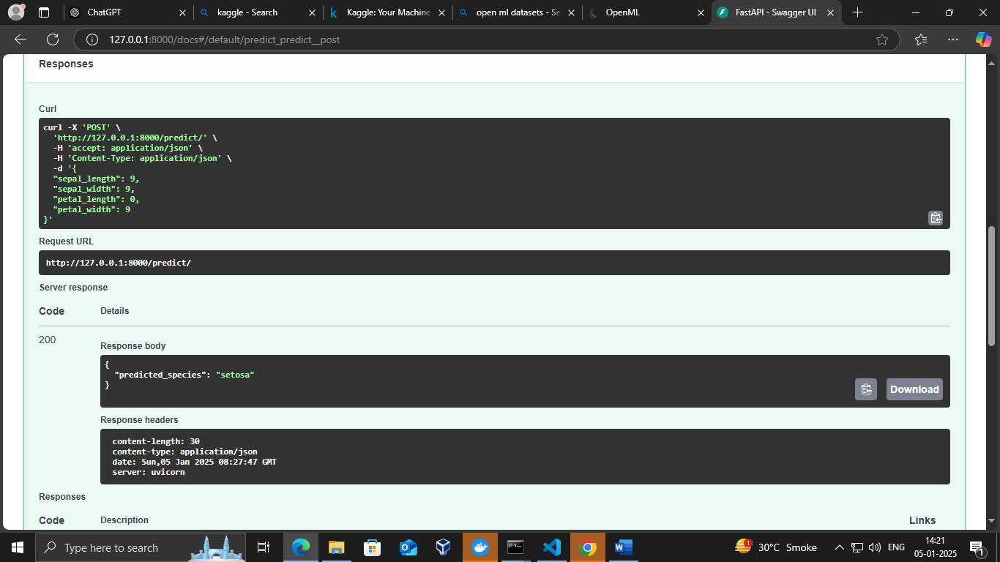 ChatGPT
kaggle - Search
Kaggle: Your Machine
open ml datasets - Se
OpenML
FastAPI - Swagger UI
127.0.0.1:8000/docs#/default/predict_predict__post
Responses
Curl
curl -X 'POST' \
'http://127.0.0.1:8000/predict/' \
-H 'accept: application/json' \
-H 'Content-Type: application/json' \
-d '{
"sepal_length": 9,
"sepal_width": 9,
"petal_length": 0,
"petal_width": 9
}'
Request URL
http://127.0.0.1:8000/predict/
Server response
Code Details
200
Response body
{
"predicted_species": "setosa"
}
Download
Response headers
content-length: 30
content-type: application/json
date: Sun,05 Jan 2025 08:27:47 GMT
server: uvicorn
Responses
Code Description Links
Type here to search
30°C Smoke
ENG
14:21
05-01-2025
1